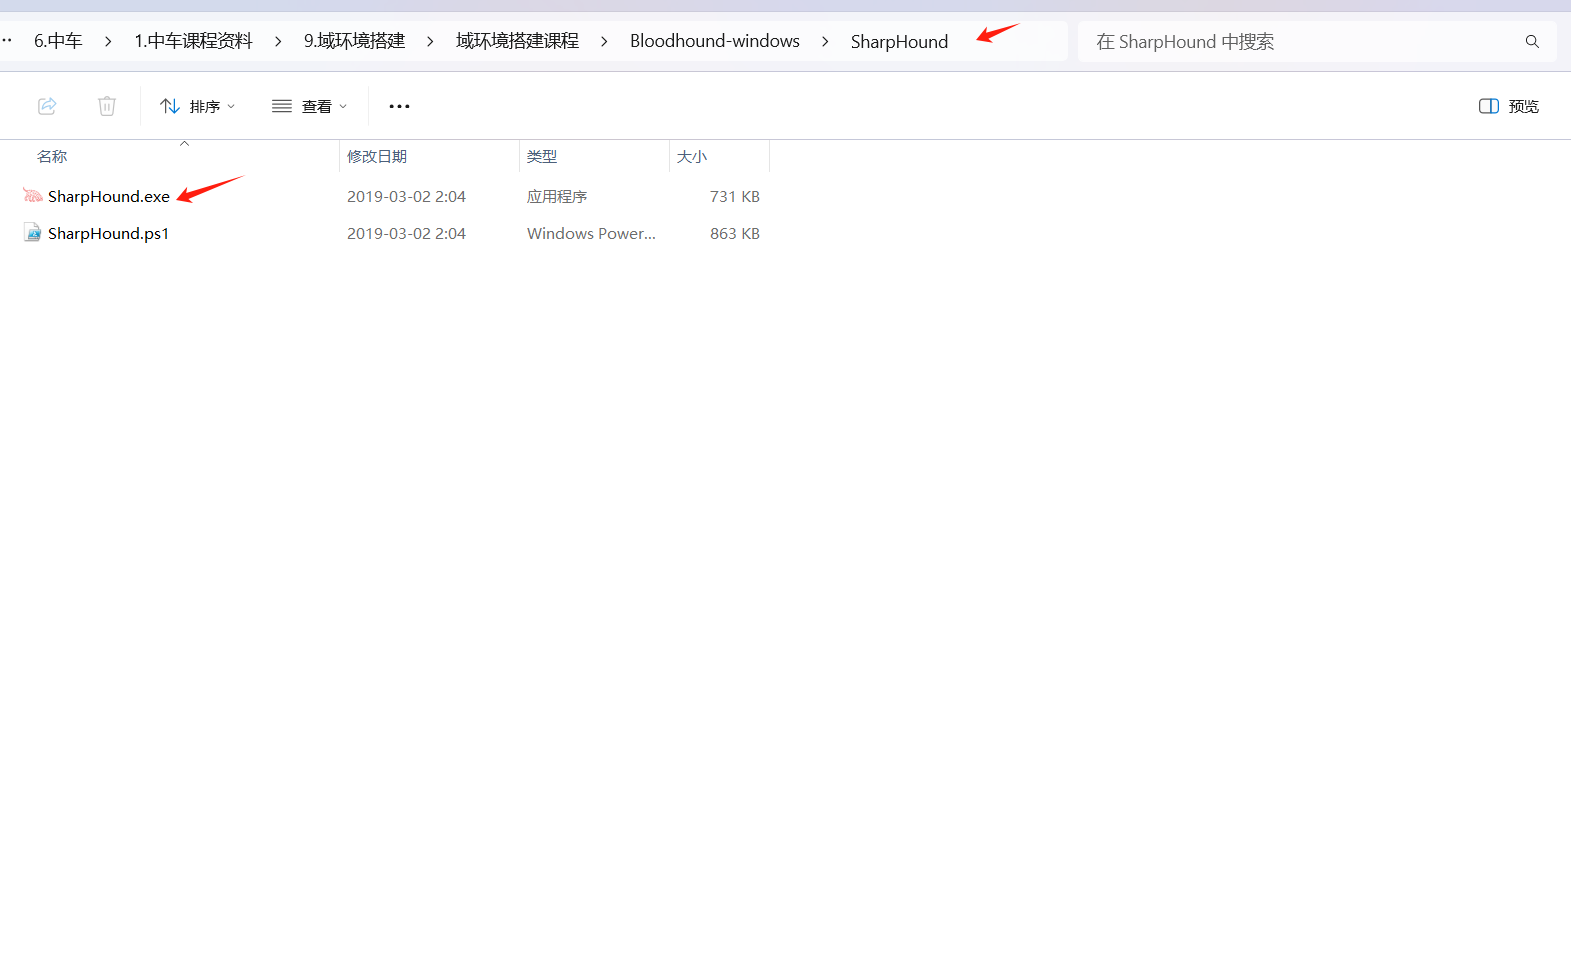 6.中车 > 1.中车课程资料 > 9.域环境搭建 > 域环境搭建课程 > Bloodhound-windows > SharpHound 在 SharpHound 中搜索
排序 查看 ••• 预览
名称 修改日期 类型 大小
SharpHound.exe 2019-03-02 2:04 应用程序 731 KB
SharpHound.ps1 2019-03-02 2:04 Windows Power... 863 KB